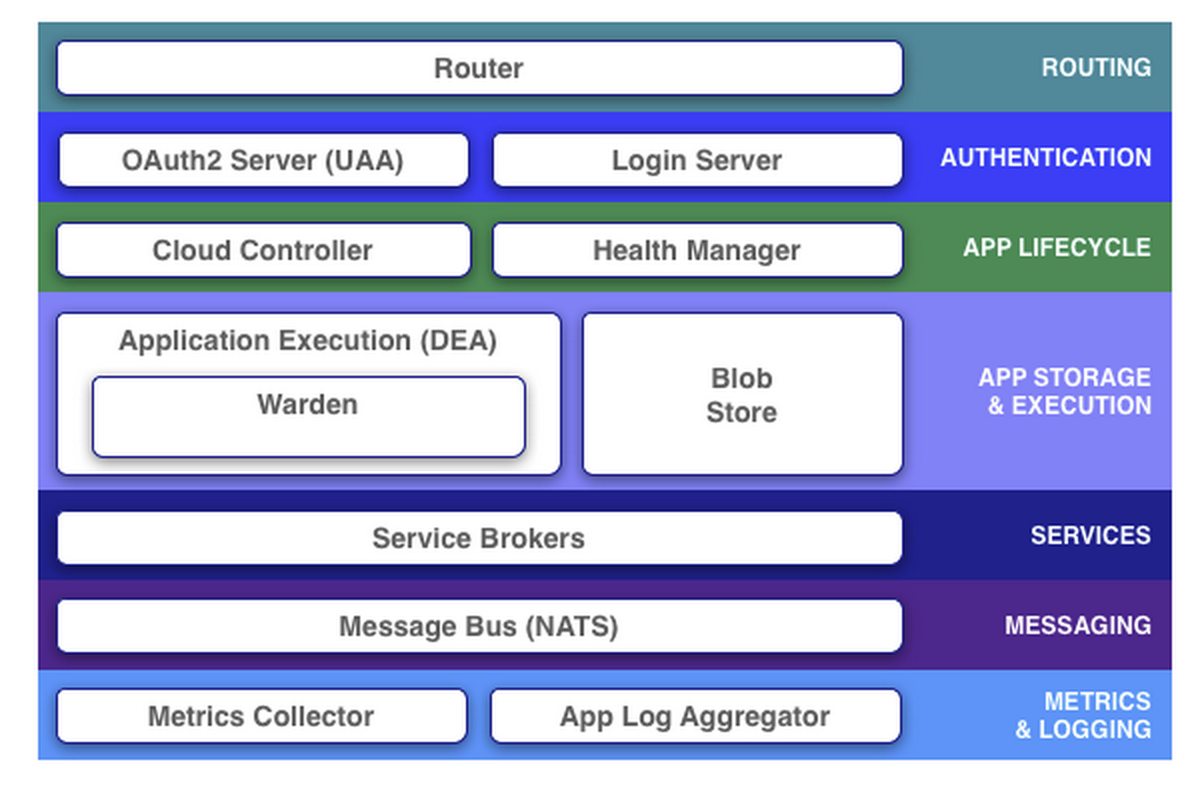 Router
ROUTING
OAuth2 Server (UAA)
Login Server
AUTHENTICATION
Cloud Controller
Health Manager
APP LIFECYCLE
Application Execution (DEA)
Warden
Blob
Store
APP STORAGE
& EXECUTION
Service Brokers
SERVICES
Message Bus (NATS)
MESSAGING
Metrics Collector
App Log Aggregator
METRICS
& LOGGING